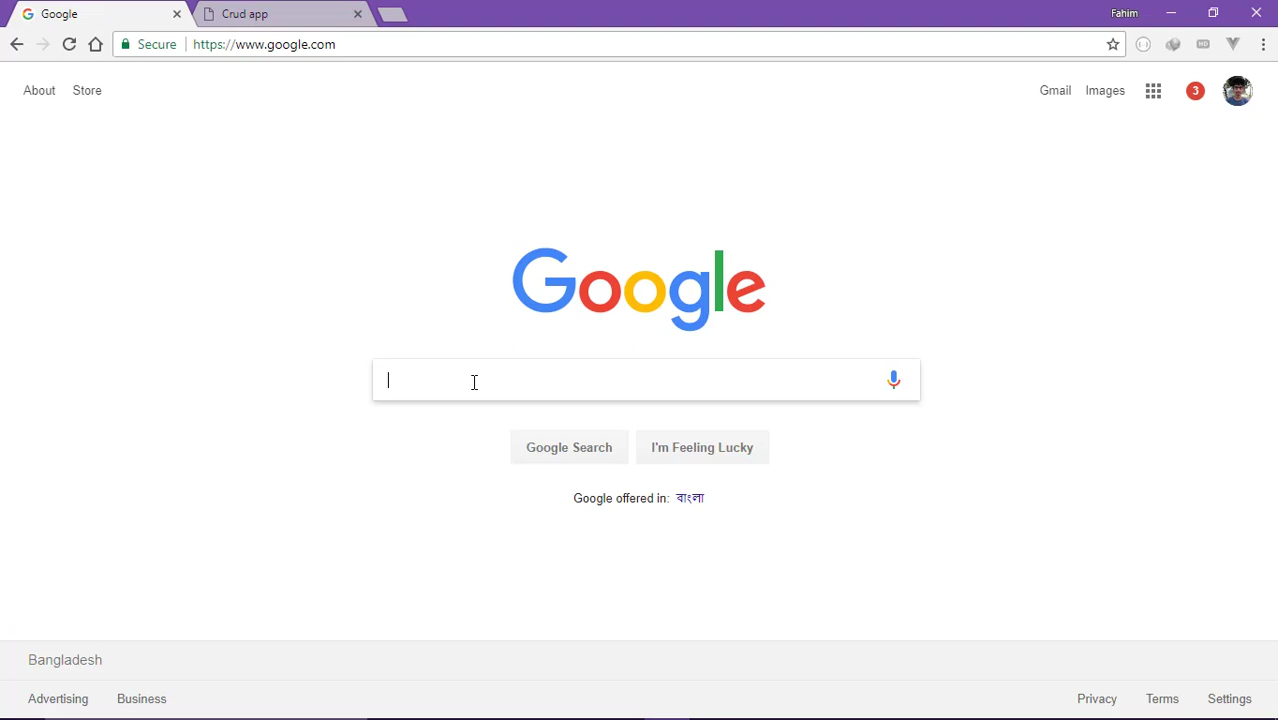 Google
Crud app
Fahim
Secure
https://www.google.com
HD
About
Store
Gmail
Images
3
Google
Google Search
I'm Feeling Lucky
Google offered in: বাংলা
Bangladesh
Advertising
Business
Privacy
Terms
Settings